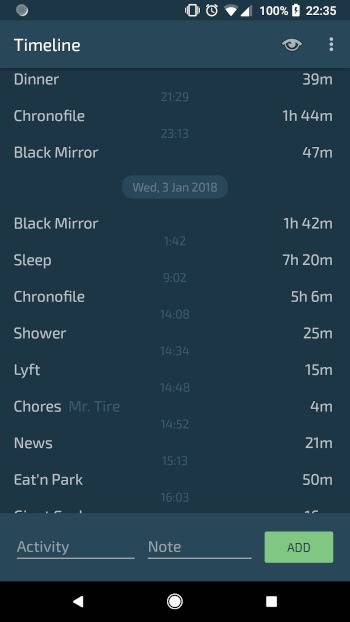 100% 22:35
Timeline
Dinner 39m
21:29
Chronofile 1h 44m
23:13
Black Mirror 47m
Wed, 3 Jan 2018
Black Mirror 1h 42m
1:42
Sleep 7h 20m
9:02
Chronofile 5h 6m
14:08
Shower 25m
14:34
Lyft 15m
14:48
Chores Mr. Tire 4m
14:52
News 21m
15:13
Eat'n Park 50m
16:03
Activity Note ADD